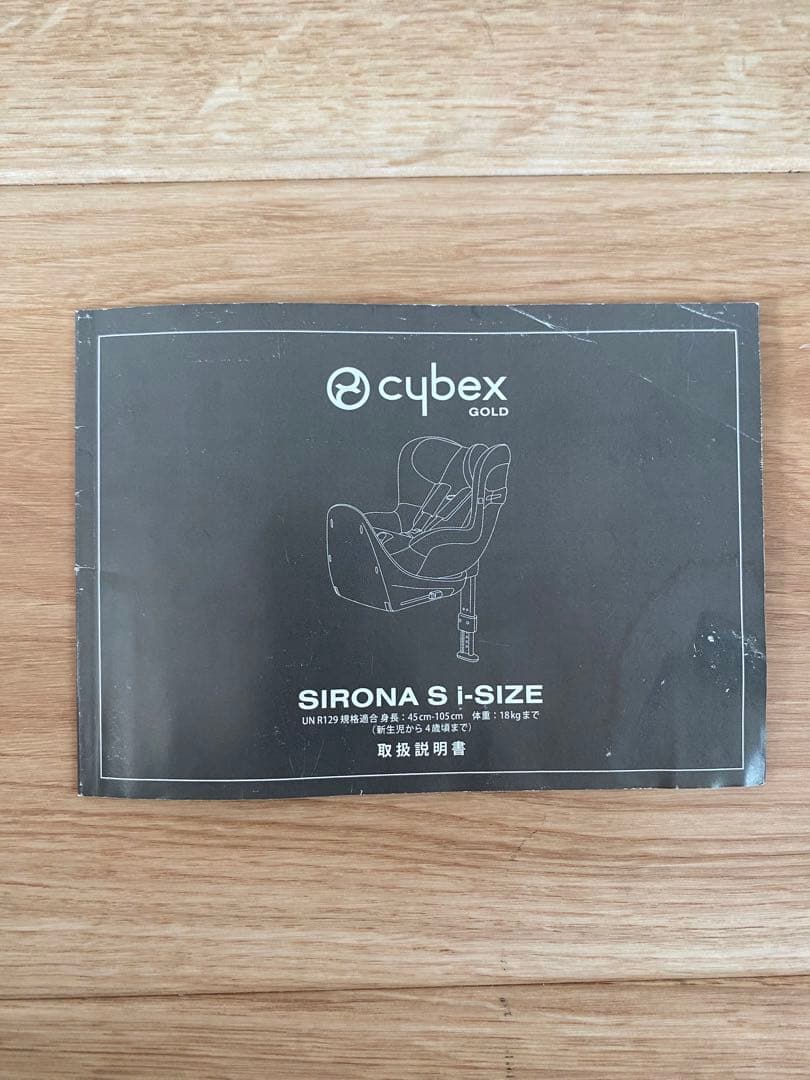 cybex
GOLD
SIRONA S i-SIZE
UN R129 規格適合 身長：45cm-105cm 体重：18kgまで
（新生児から4歳頃まで）
取扱説明書